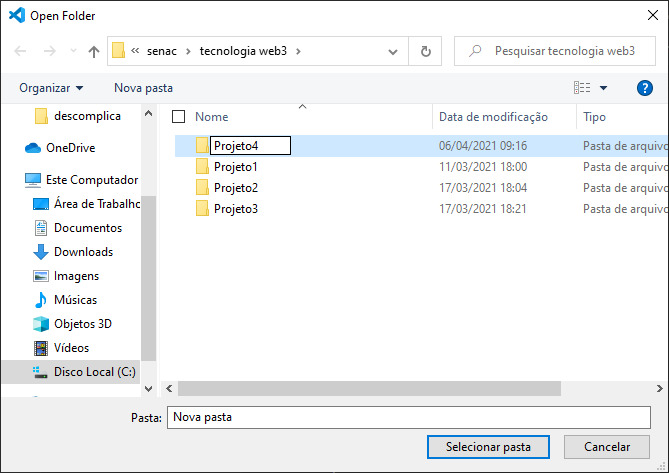 Open Folder
senac
tecnologia web3
Pesquisar tecnologia web3
Organizar
Nova pasta
?
descomplica
OneDrive
Este Computador
Área de Trabalho
Documentos
Downloads
Imagens
Músicas
Objetos 3D
Vídeos
Disco Local (C:)
Nome Data de modificação Tipo
Projeto4 06/04/2021 09:16 Pasta de arquivo
Projeto1 11/03/2021 18:00 Pasta de arquivo
Projeto2 17/03/2021 18:04 Pasta de arquivo
Projeto3 17/03/2021 18:21 Pasta de arquivo
Pasta: Nova pasta
Selecionar pasta
Cancelar